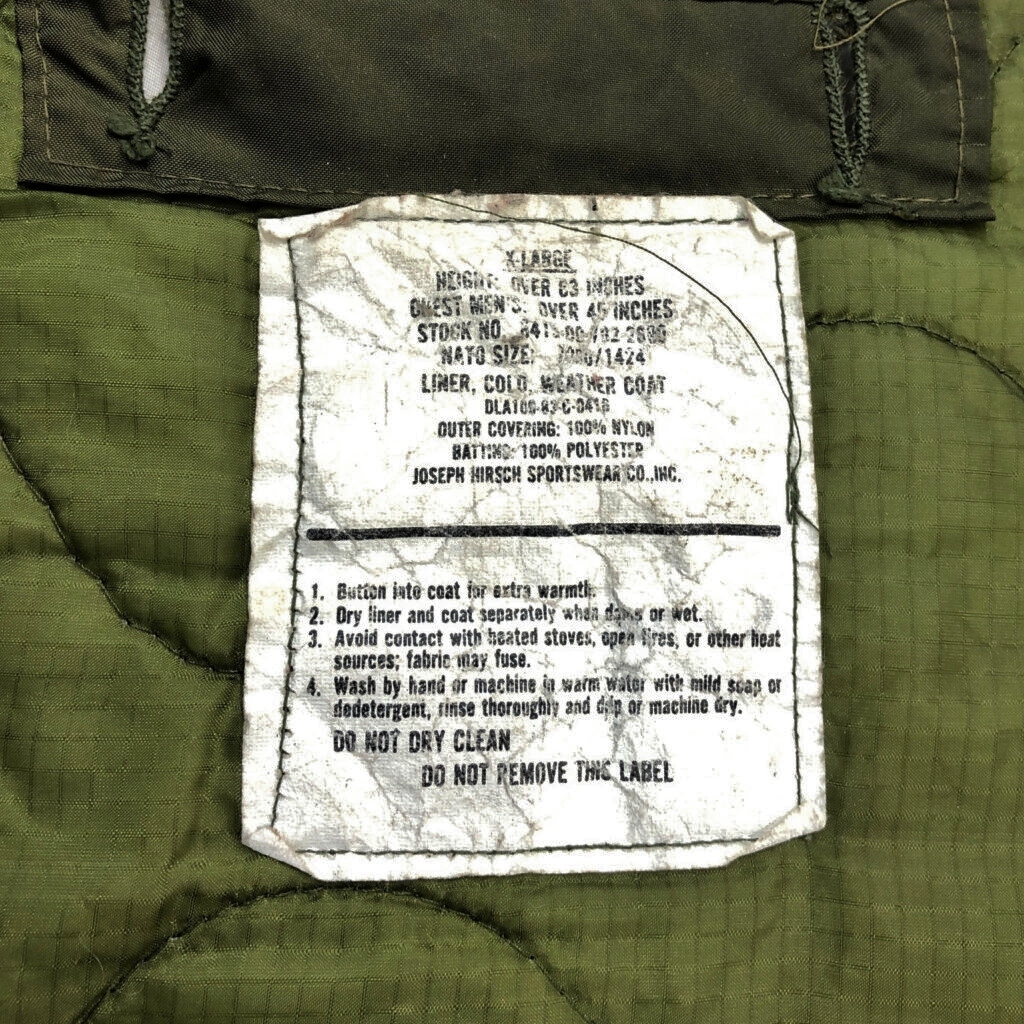 X-LARGE
HEIGHT: OVER 63 INCHES
CHEST MEN'S: OVER 45 INCHES
STOCK NO.
NATO SIZE:
LINER, COLD WEATHER COAT
OUTER COVERING: 100% NYLON
BATTING: 100% POLYESTER
JOSEPH HIRSCH SPORTSWEAR CO.,INC.
1. Button into coat for extra warmth.
2. Dry liner and coat separately when damp or wet.
3. Avoid contact with heated stoves, open fires, or other heat
sources; fabric may fuse.
4. Wash by hand or machine in warm water with mild soap or
dedetergent, rinse thoroughly and drip or machine dry.
DO NOT DRY CLEAN
DO NOT REMOVE THIS LABEL